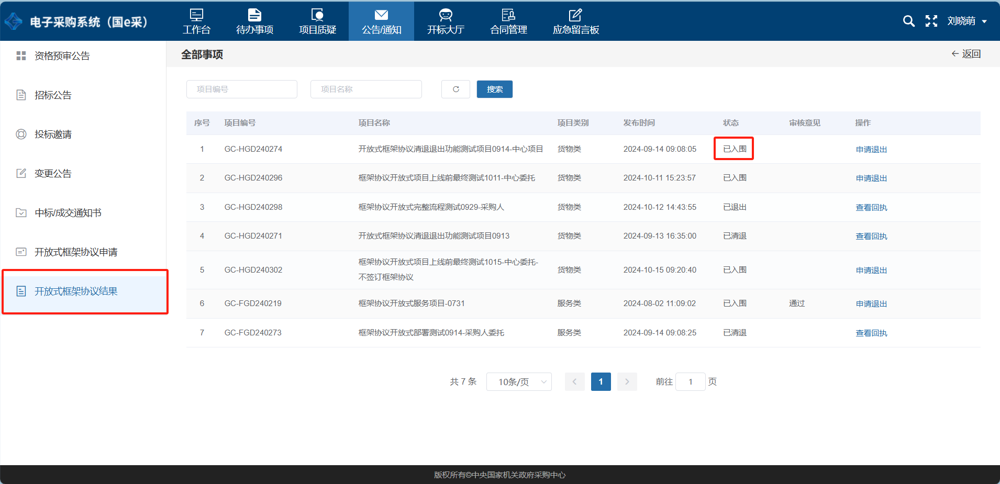 电子采购系统（国e采）
工作台
待办事项
项目质疑
公告/通知
开标大厅
合同管理
应急留言板
刘晓萌
资格预审公告
招标公告
投标邀请
变更公告
中标/成交通知书
开放式框架协议申请
开放式框架协议结果
全部事项
← 返回
项目编号
项目名称
搜索
序号 项目编号 项目名称 项目类别 发布时间 状态 审核意见 操作
1 GC-HGD240274 开放式框架协议清退退出功能测试项目0914-中心项目 货物类 2024-09-14 09:08:05 已入围 申请退出
2 GC-HGD240296 框架协议开放式项目上线前最终测试1011-中心委托 货物类 2024-10-11 15:23:57 已入围 申请退出
3 GC-HGD240298 框架协议开放式完整流程测试0929-采购人 货物类 2024-10-12 14:43:55 已退出 查看回执
4 GC-HGD240271 开放式框架协议清退退出功能测试项目0913 货物类 2024-09-13 16:35:00 已清退 查看回执
5 GC-HGD240302 框架协议开放式项目上线前最终测试1015-中心委托- 货物类 2024-10-15 09:20:40 已入围 申请退出
不签订框架协议
6 GC-FGD240219 框架协议开放式服务项目-0731 服务类 2024-08-02 11:09:02 已入围 通过 申请退出
7 GC-FGD240273 框架协议开放式部署测试0914-采购人委托 服务类 2024-09-14 09:08:25 已清退 查看回执
共 7 条 10条/页 1 前往 1 页
版权所有©中央国家机关政府采购中心